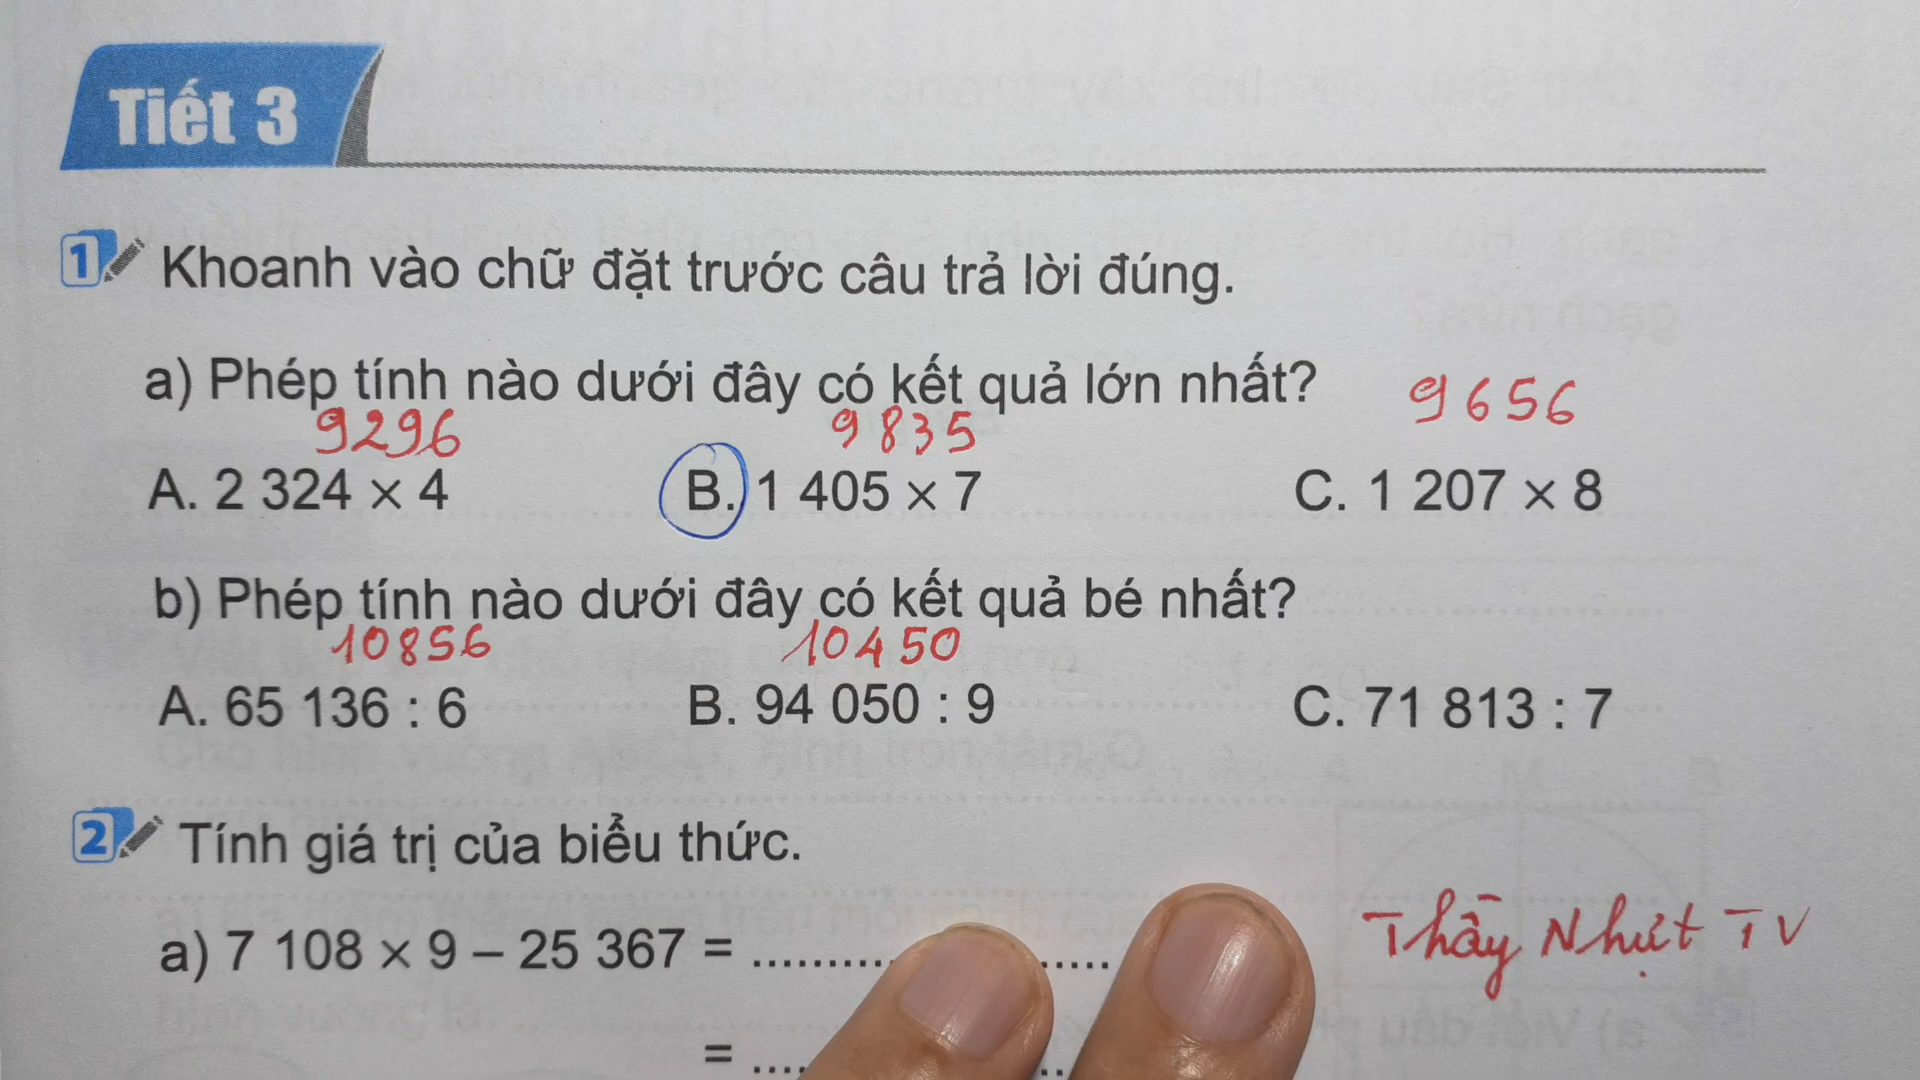 Tiết 3
1 Khoanh vào chữ đặt trước câu trả lời đúng.
a) Phép tính nào dưới đây có kết quả lớn nhất? 9656
9296 9835
A. 2 324 × 4 B. 1 405 × 7 C. 1 207 × 8
b) Phép tính nào dưới đây có kết quả bé nhất?
10856 10450
A. 65 136 : 6 B. 94 050 : 9 C. 71 813 : 7
2 Tính giá trị của biểu thức.
a) 7 108 × 9 – 25 367 = ..............
Thầy Nhựt TV
= ......